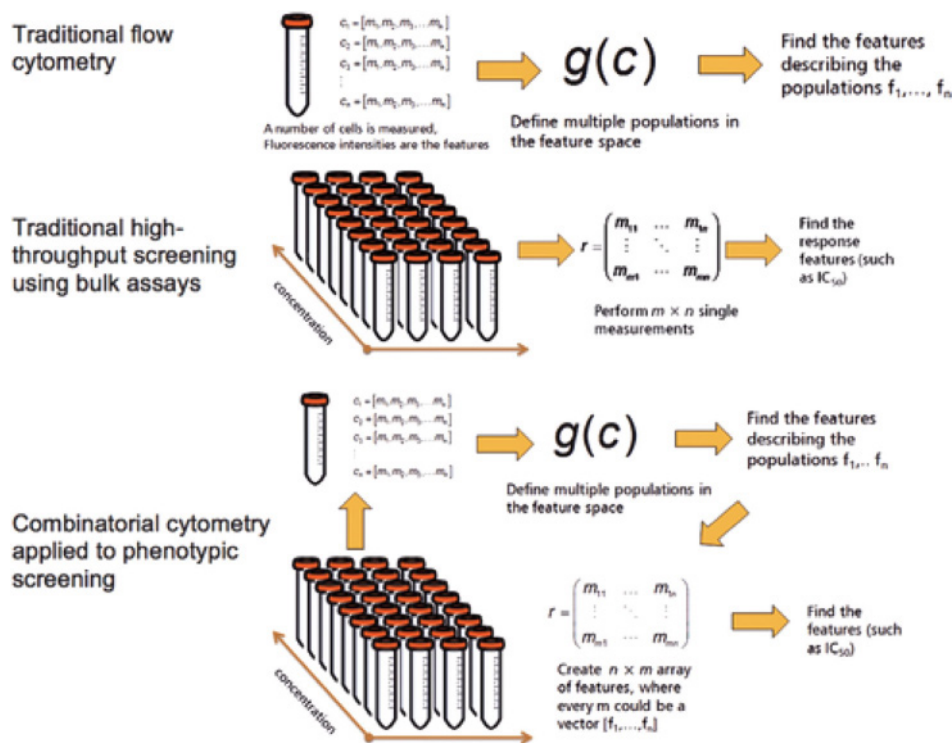 Traditional flow
cytometry
c₁ = [m₁, m₂, m₃, ... mₙ]
c₂ = [m₁, m₂, m₃, ... mₙ]
c₃ = [m₁, m₂, m₃, ... mₙ]
⋮
cₙ = [m₁, m₂, m₃, ... mₙ]
A number of cells is measured,
Fluorescence intensities are the features
g(c)
Define multiple populations in
the feature space
Find the features
describing the
populations f₁,..., fₙ
Traditional high-
throughput screening
using bulk assays
concentration
r = ( m₁₁ ... m₁ₙ
⋮ ⋱ ⋮
mₘ₁ ... mₘₙ )
Perform m × n single
measurements
Find the
response
features (such
as IC₅₀)
Combinatorial cytometry
applied to phenotypic
screening
c₁ = [m₁, m₂, m₃, ... mₙ]
c₂ = [m₁, m₂, m₃, ... mₙ]
c₃ = [m₁, m₂, m₃, ... mₙ]
⋮
cₙ = [m₁, m₂, m₃, ... mₙ]
g(c)
Define multiple populations in
the feature space
Find the features
describing the
populations f₁,.. fₙ
concentration
r = ( m₁₁ ... m₁ₙ
⋮ ⋱ ⋮
mₘ₁ ... mₘₙ )
Create n × m array
of features, where
every m could be a
vector [f₁,...,fₙ]
Find the
features (such
as IC₅₀)